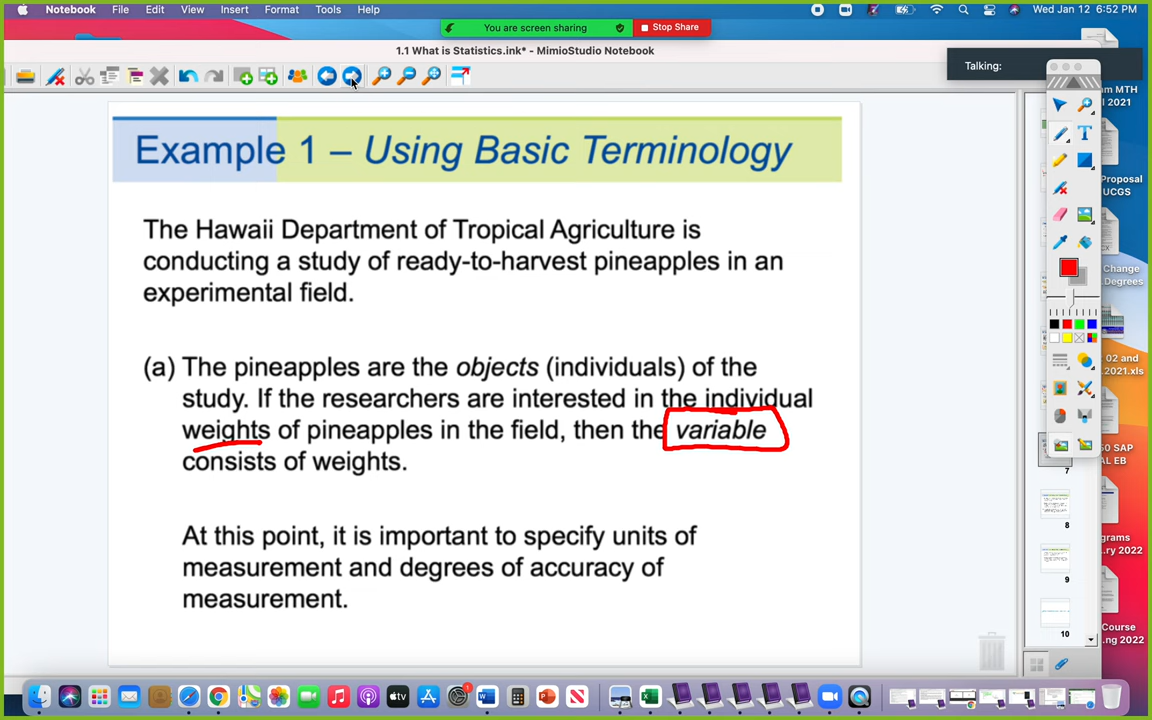 Notebook File Edit View Insert Format Tools Help Wed Jan 12 6:52 PM
You are screen sharing Stop Share
1.1 What is Statistics.ink* - MimioStudio Notebook
Talking:
am MTH
l 2021
Example 1 – Using Basic Terminology
Proposal
UCGS
The Hawaii Department of Tropical Agriculture is
conducting a study of ready-to-harvest pineapples in an
experimental field.
Change
.Degrees
(a) The pineapples are the objects (individuals) of the
study. If the researchers are interested in the individual
weights of pineapples in the field, then the variable
consists of weights.
02 and
2021.xls
50 SAP
AL EB
7
At this point, it is important to specify units of
measurement and degrees of accuracy of
measurement.
8
grams
..ry 2022
9
10
Course
.ng 2022
tv